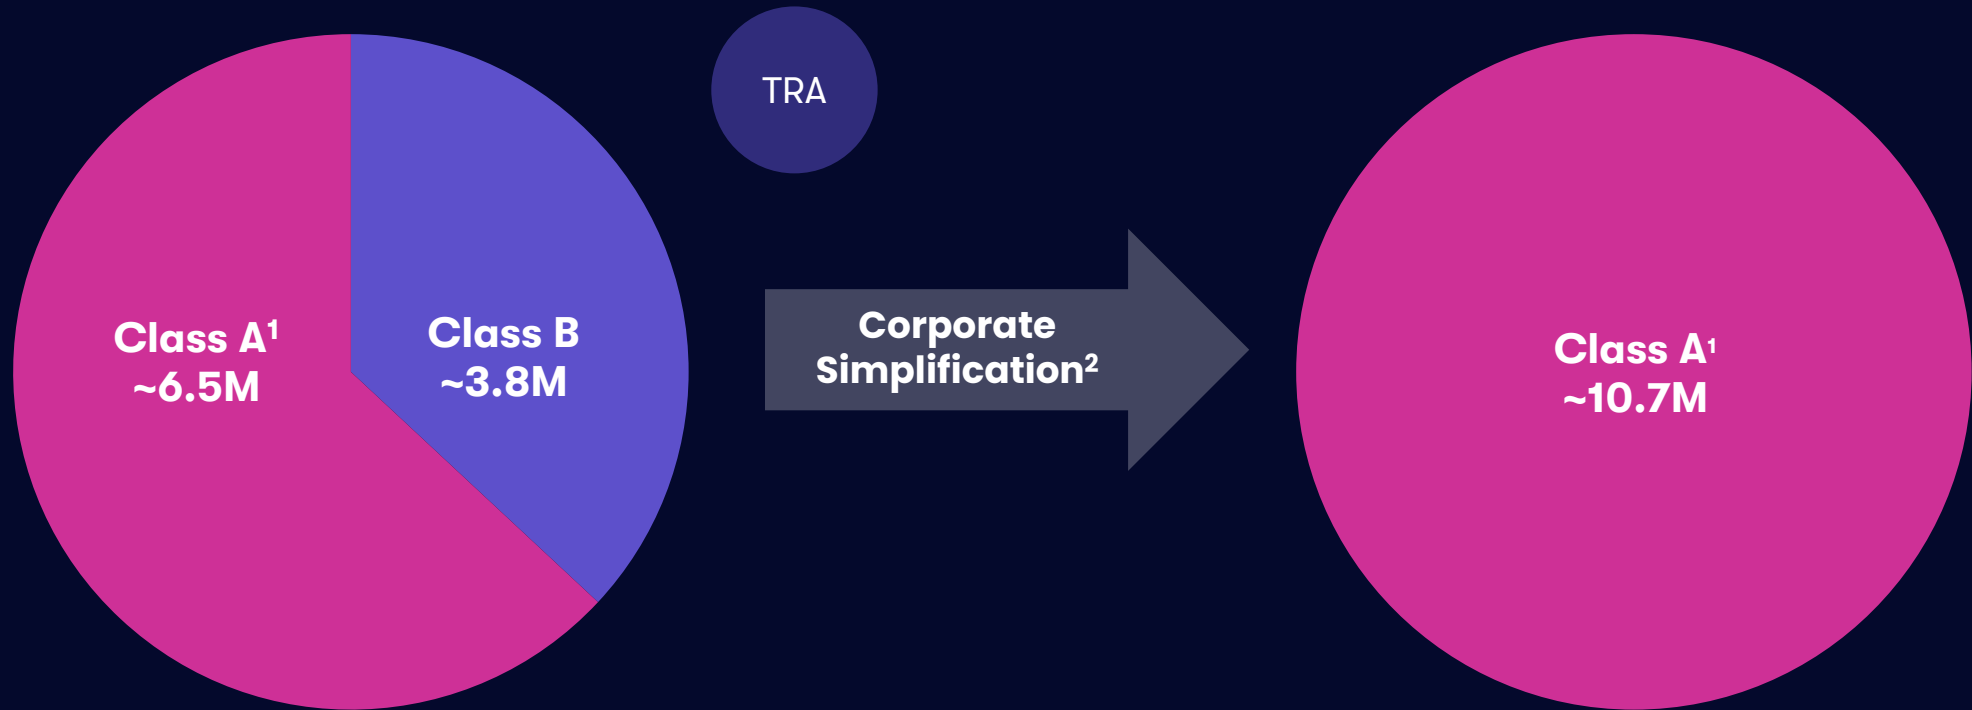 Class A¹
~6.5M
Class B
~3.8M
TRA
Corporate
Simplification²
Class A¹
~10.7M